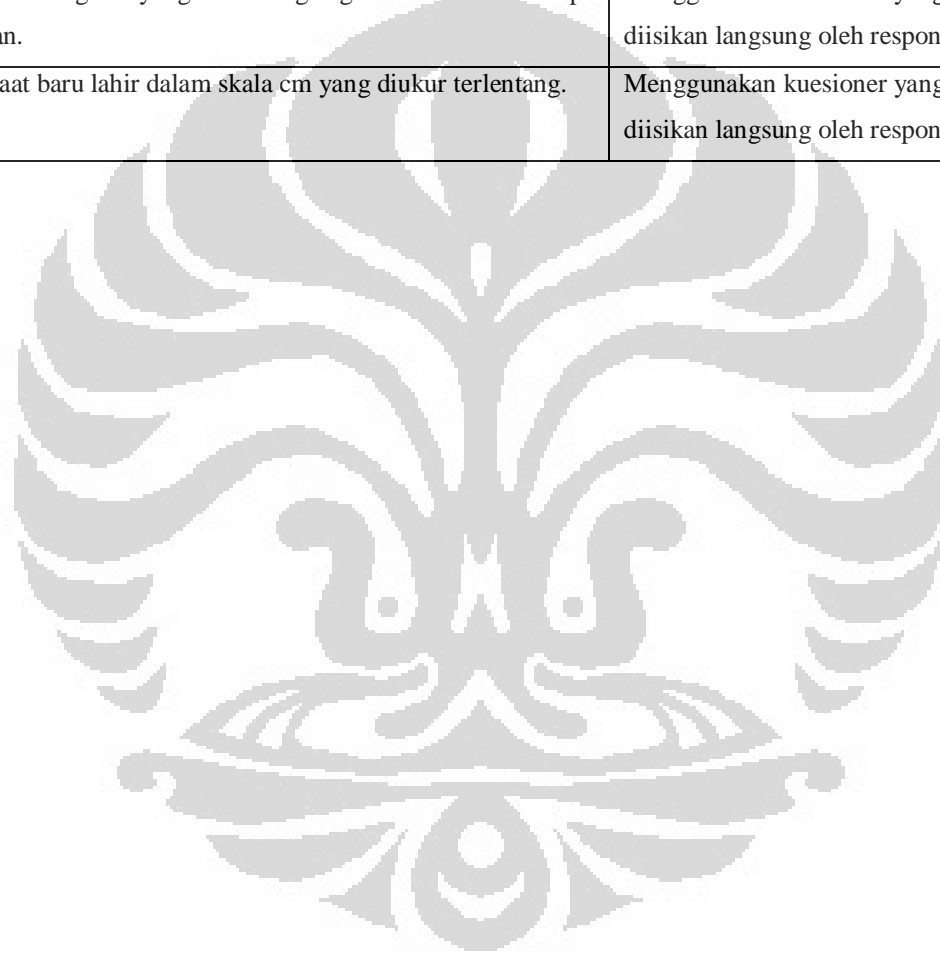 an.
diisikan langsung oleh respon
aat baru lahir dalam skala cm yang diukur terlentang.
Menggunakan kuesioner yang
diisikan langsung oleh respon